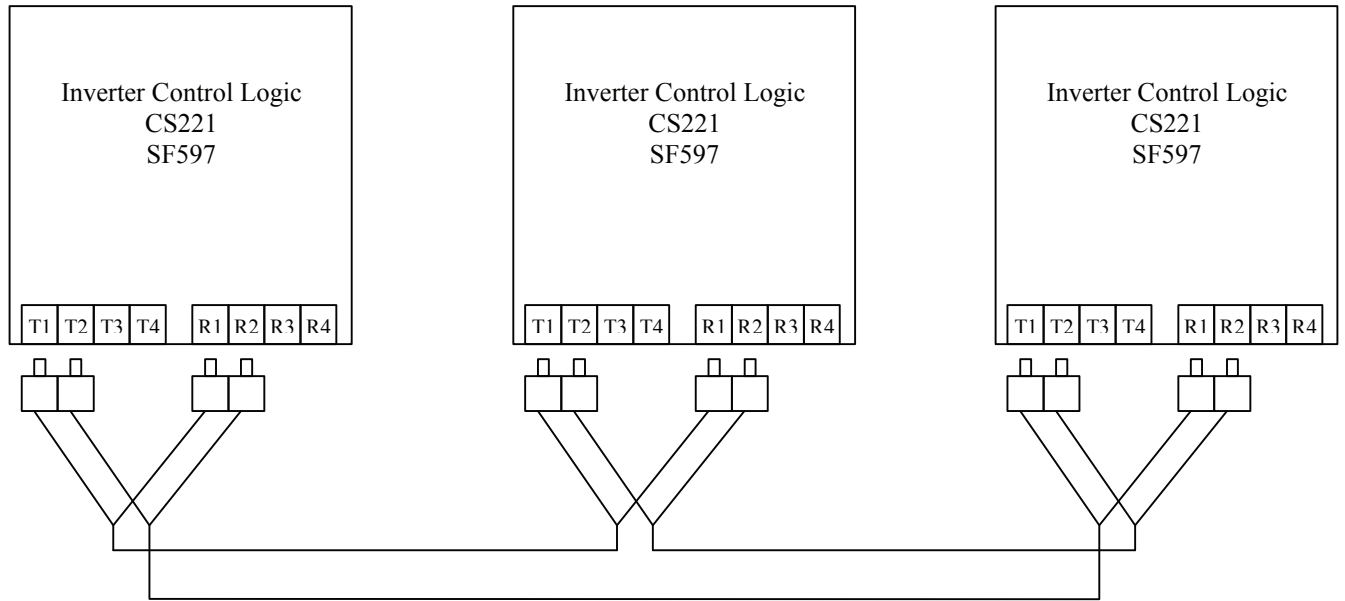 Inverter Control Logic
CS221
SF597
T1 T2 T3 T4 R1 R2 R3 R4
Inverter Control Logic
CS221
SF597
T1 T2 T3 T4 R1 R2 R3 R4
Inverter Control Logic
CS221
SF597
T1 T2 T3 T4 R1 R2 R3 R4